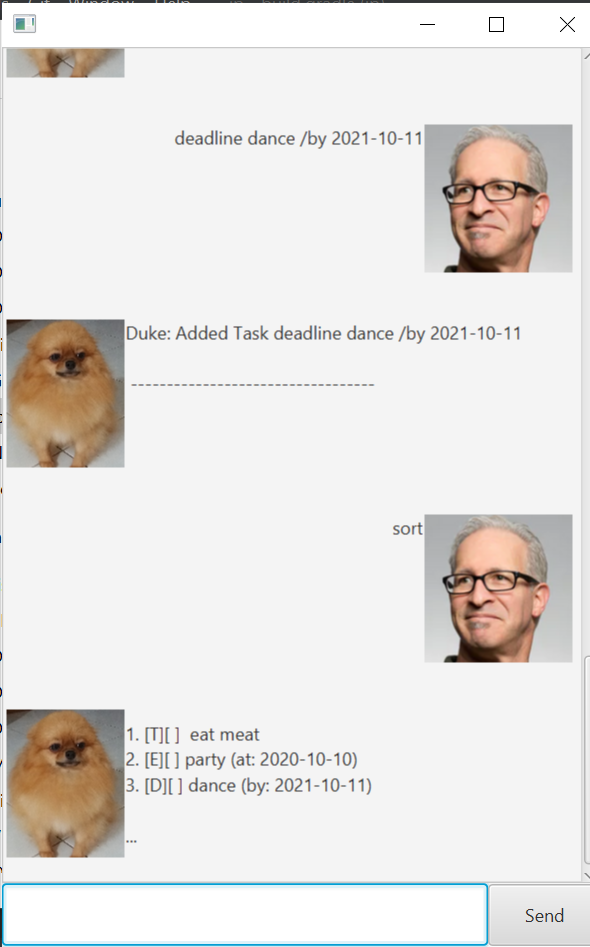 deadline dance /by 2021-10-11
Duke: Added Task deadline dance /by 2021-10-11
---------------------------------
sort
1. [T][ ]  eat meat
2. [E][ ] party (at: 2020-10-10)
3. [D][ ] dance (by: 2021-10-11)
...
Send